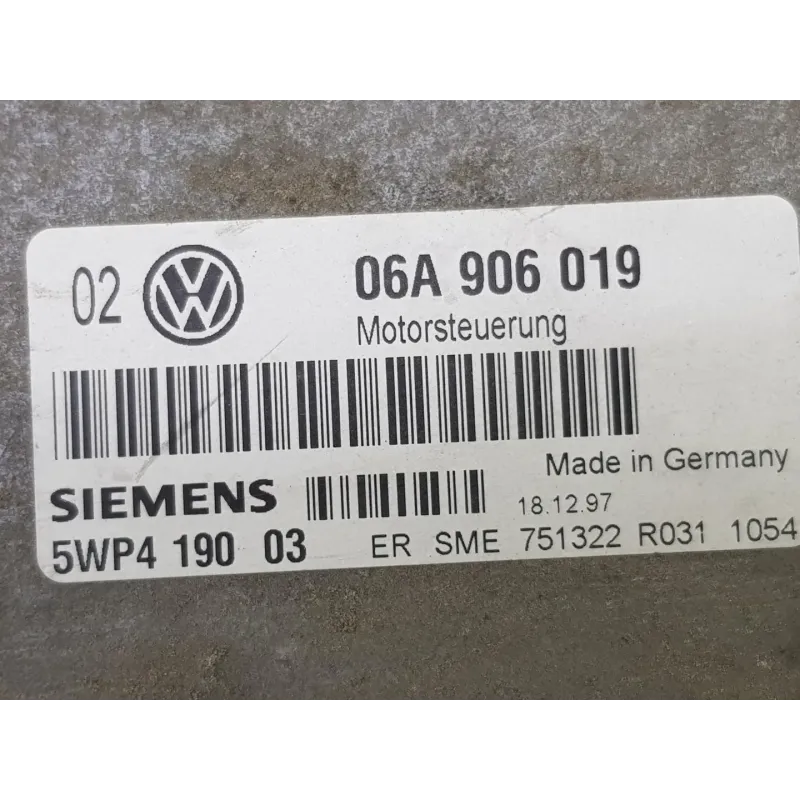 02 VW 06A 906 019
Motorsteuerung
Made in Germany
SIEMENS 18.12.97
5WP4 190 03 ER SME 751322 R031 1054